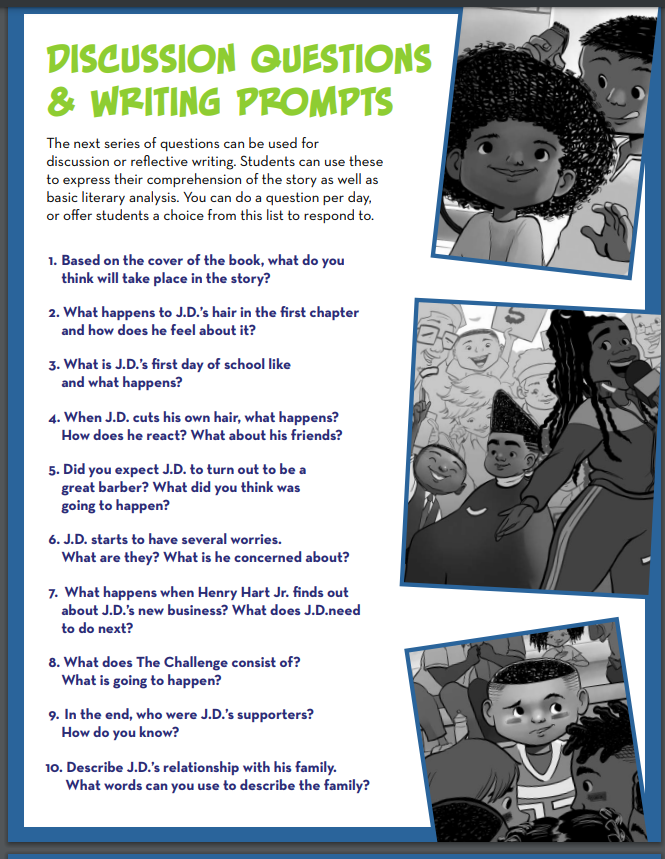 DISCUSSION QUESTIONS
& WRITING PROMPTS
The next series of questions can be used for
discussion or reflective writing. Students can use these
to express their comprehension of the story as well as
basic literary analysis. You can do a question per day,
or offer students a choice from this list to respond to.
1. Based on the cover of the book, what do you
think will take place in the story?
2. What happens to J.D.'s hair in the first chapter
and how does he feel about it?
3. What is J.D.'s first day of school like
and what happens?
4. When J.D. cuts his own hair, what happens?
How does he react? What about his friends?
5. Did you expect J.D. to turn out to be a
great barber? What did you think was
going to happen?
6. J.D. starts to have several worries.
What are they? What is he concerned about?
7. What happens when Henry Hart Jr. finds out
about J.D.'s new business? What does J.D.need
to do next?
8. What does The Challenge consist of?
What is going to happen?
9. In the end, who were J.D.'s supporters?
How do you know?
10. Describe J.D.'s relationship with his family.
What words can you use to describe the family?